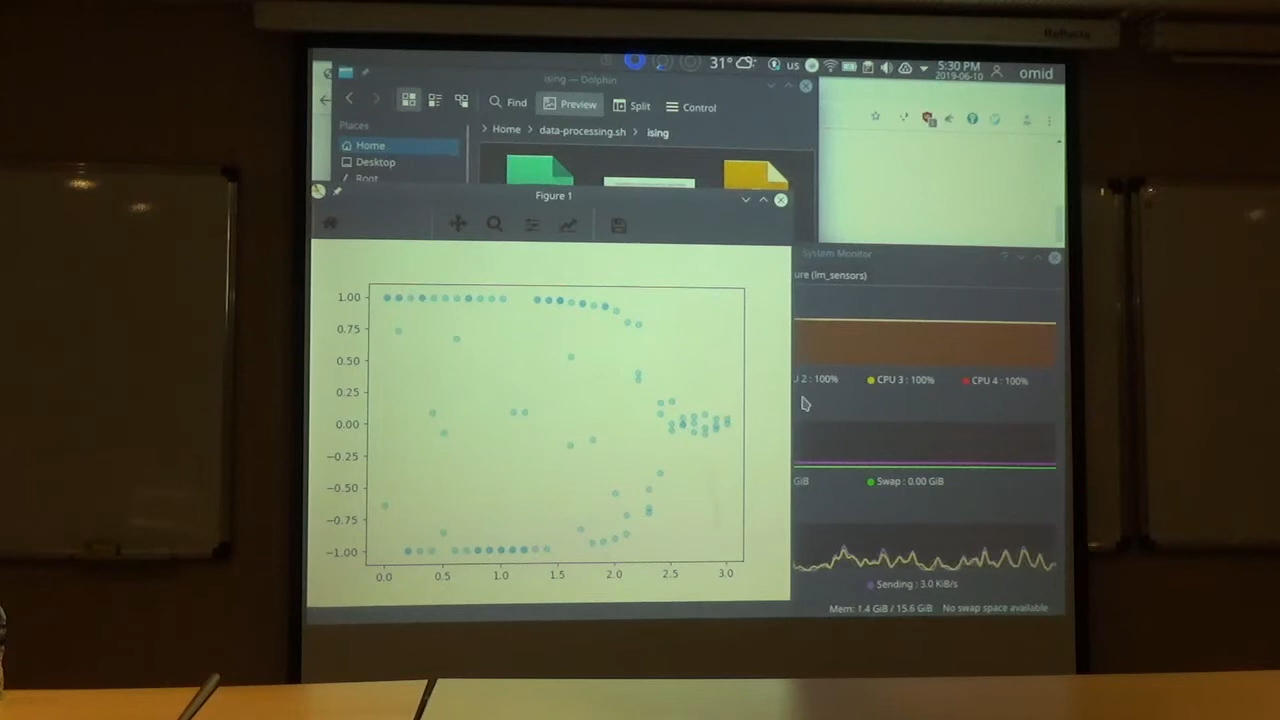 31° us 5:30 PM omid
2019-06-10
ising — Dolphin
Find Preview Split Control
Places
Home data-processing.sh ising
Home
Desktop
Root
Figure 1
System Monitor
ure (lm_sensors)
1.00
0.75
0.50
0.25
0.00
−0.25
−0.50
−0.75
−1.00
0.0 0.5 1.0 1.5 2.0 2.5 3.0
U 2 : 100% CPU 3 : 100% CPU 4 : 100%
GiB Swap : 0.00 GiB
Sending : 3.0 KiB/s
Mem: 1.4 GiB / 15.6 GiB No swap space available